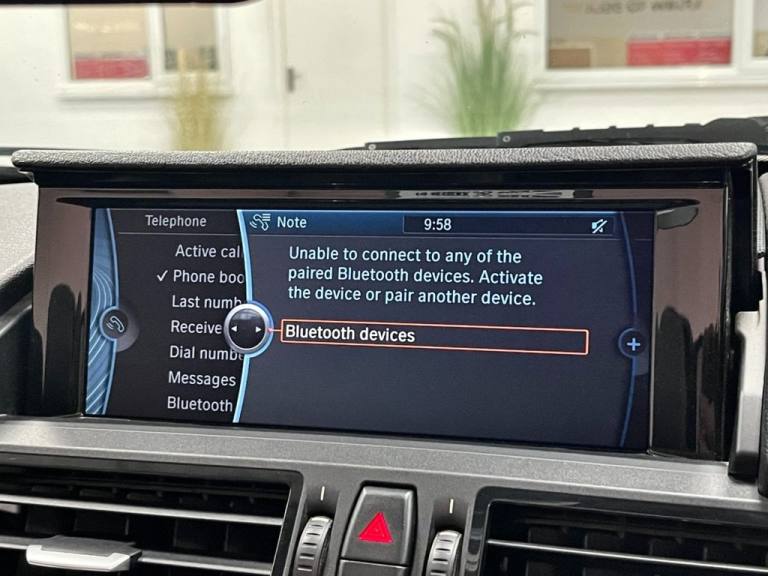 Telephone
Note
9:58
Active cal
✓ Phone boo
Last numb
Receive
Dial numb
Messages
Bluetooth
Unable to connect to any of the
paired Bluetooth devices. Activate
the device or pair another device.
Bluetooth devices